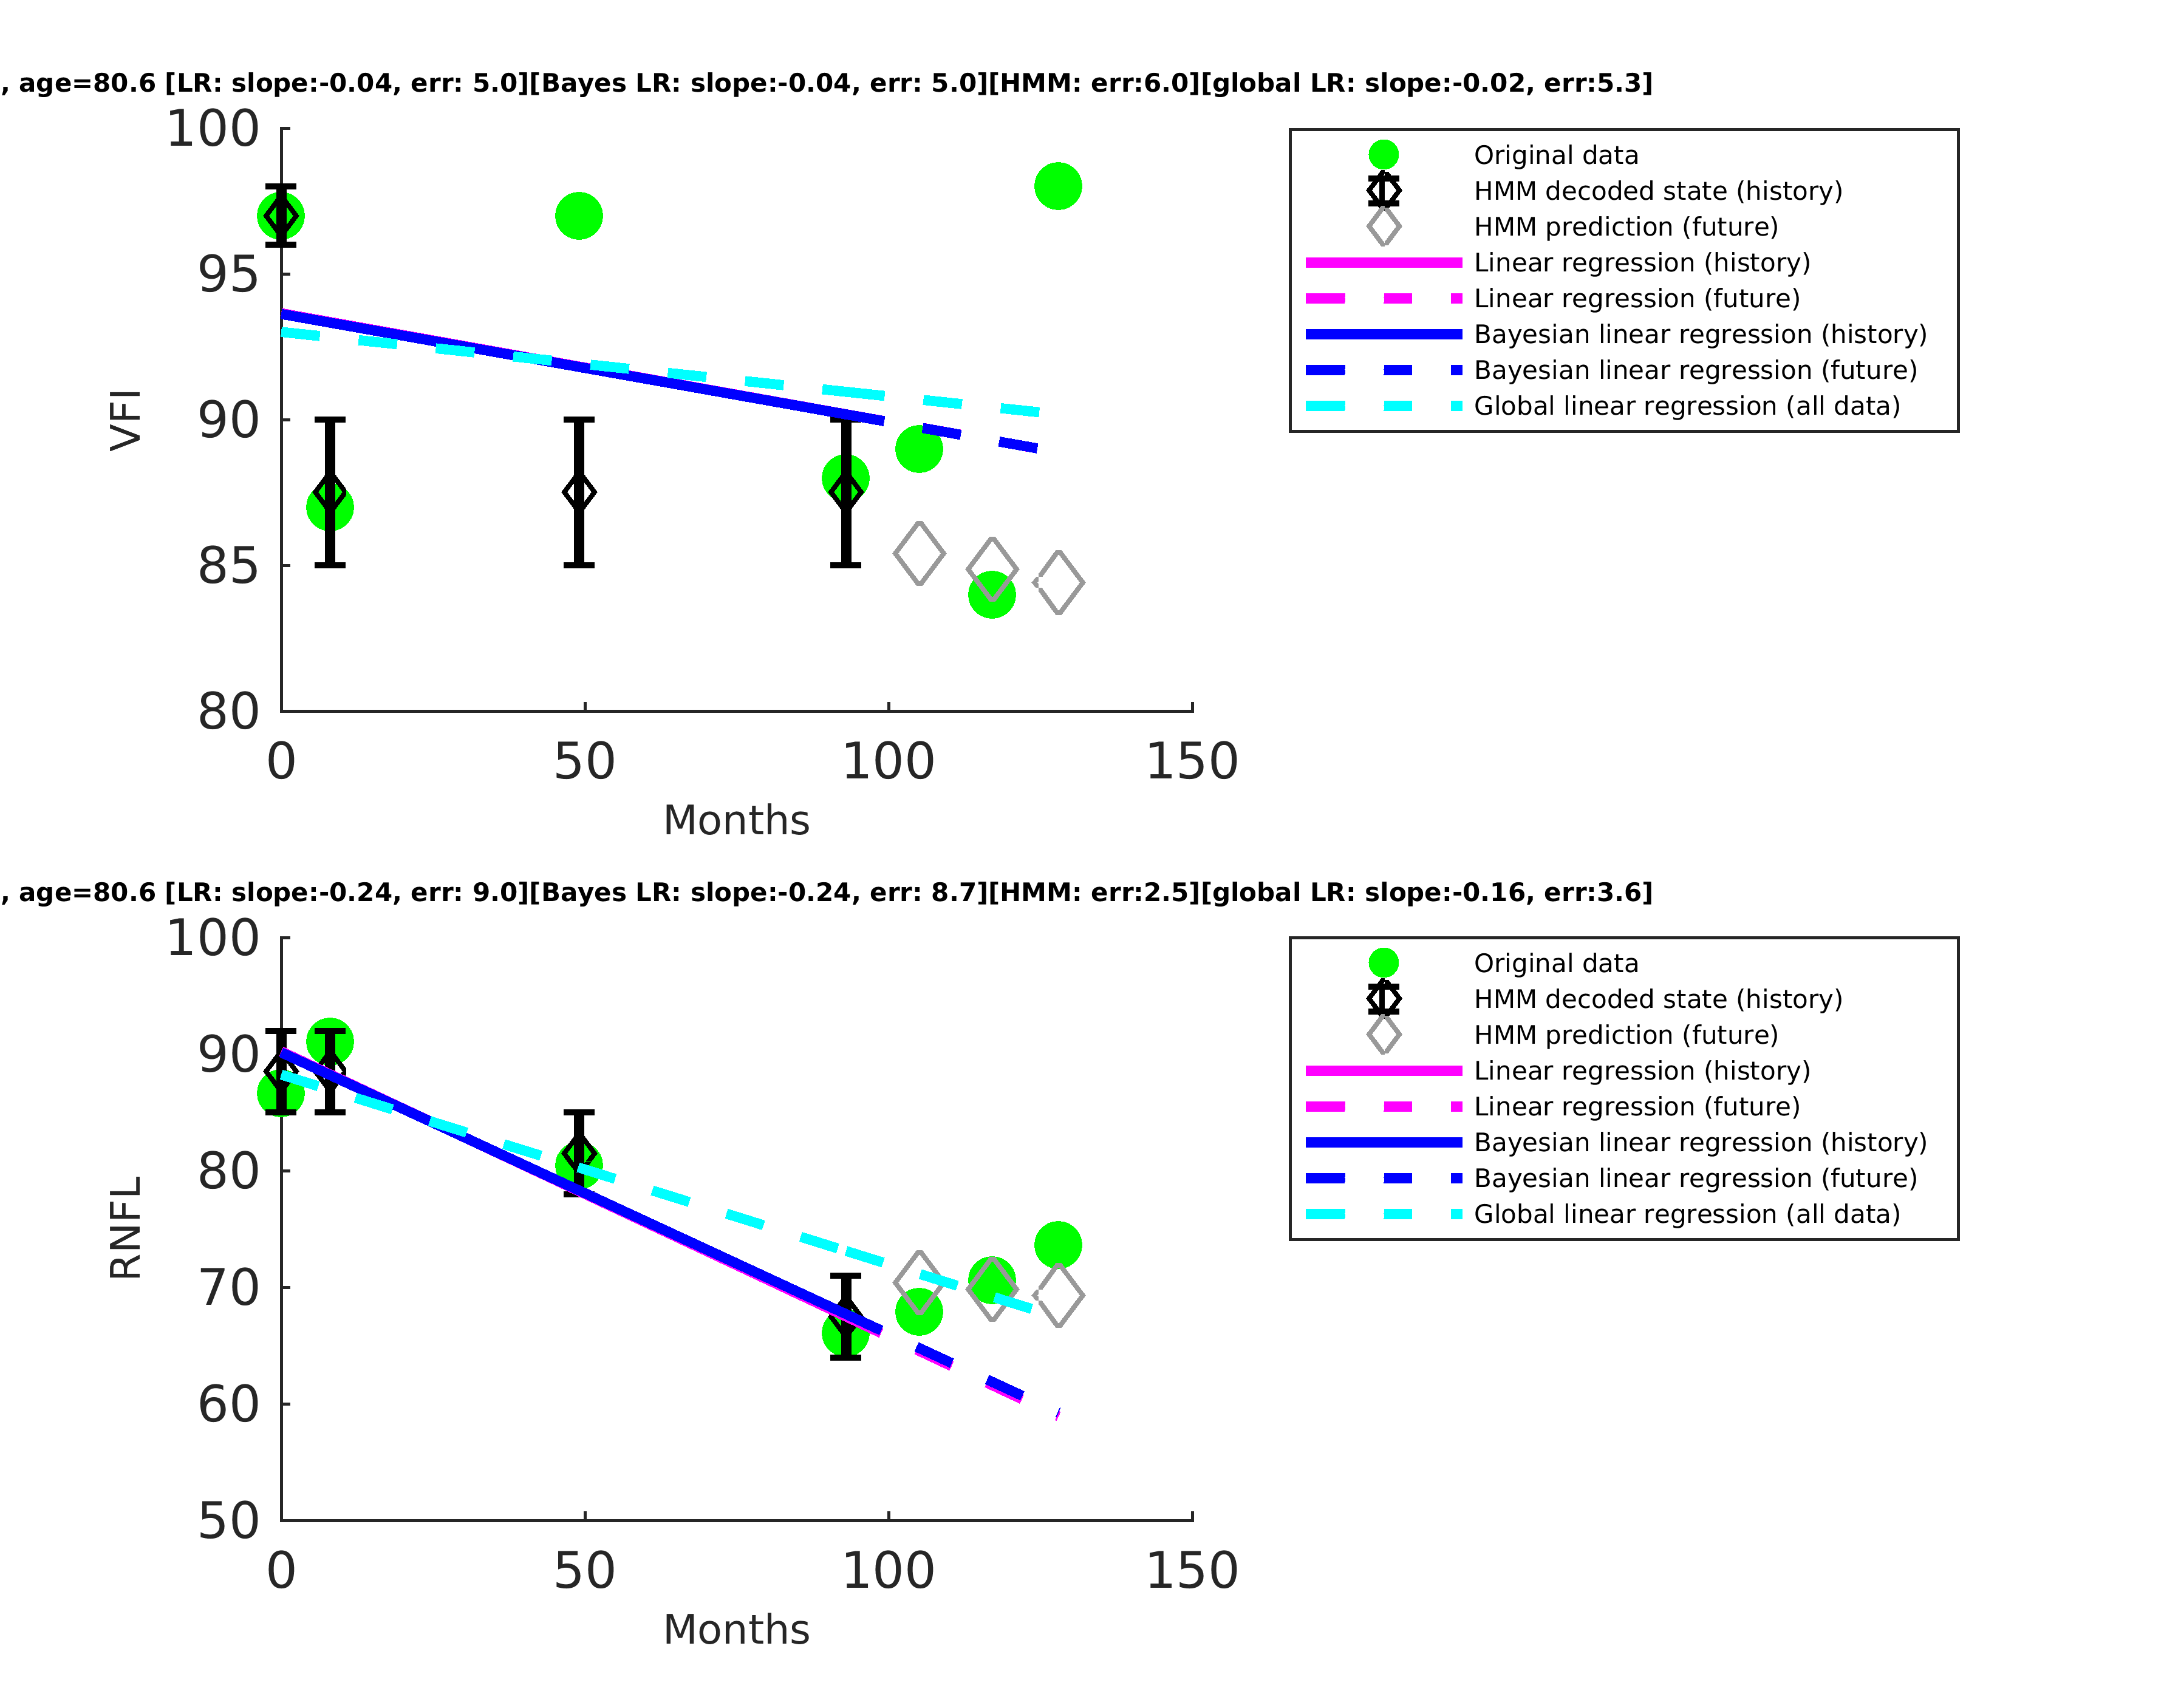 , age=80.6 [LR: slope:-0.04, err: 5.0][Bayes LR: slope:-0.04, err: 5.0][HMM: err:6.0][global LR: slope:-0.02, err:5.3]
100
95
90
85
80
VFI
0 50 100 150
Months
Original data
HMM decoded state (history)
HMM prediction (future)
Linear regression (history)
Linear regression (future)
Bayesian linear regression (history)
Bayesian linear regression (future)
Global linear regression (all data)
, age=80.6 [LR: slope:-0.24, err: 9.0][Bayes LR: slope:-0.24, err: 8.7][HMM: err:2.5][global LR: slope:-0.16, err:3.6]
100
90
80
70
60
50
RNFL
0 50 100 150
Months
Original data
HMM decoded state (history)
HMM prediction (future)
Linear regression (history)
Linear regression (future)
Bayesian linear regression (history)
Bayesian linear regression (future)
Global linear regression (all data)